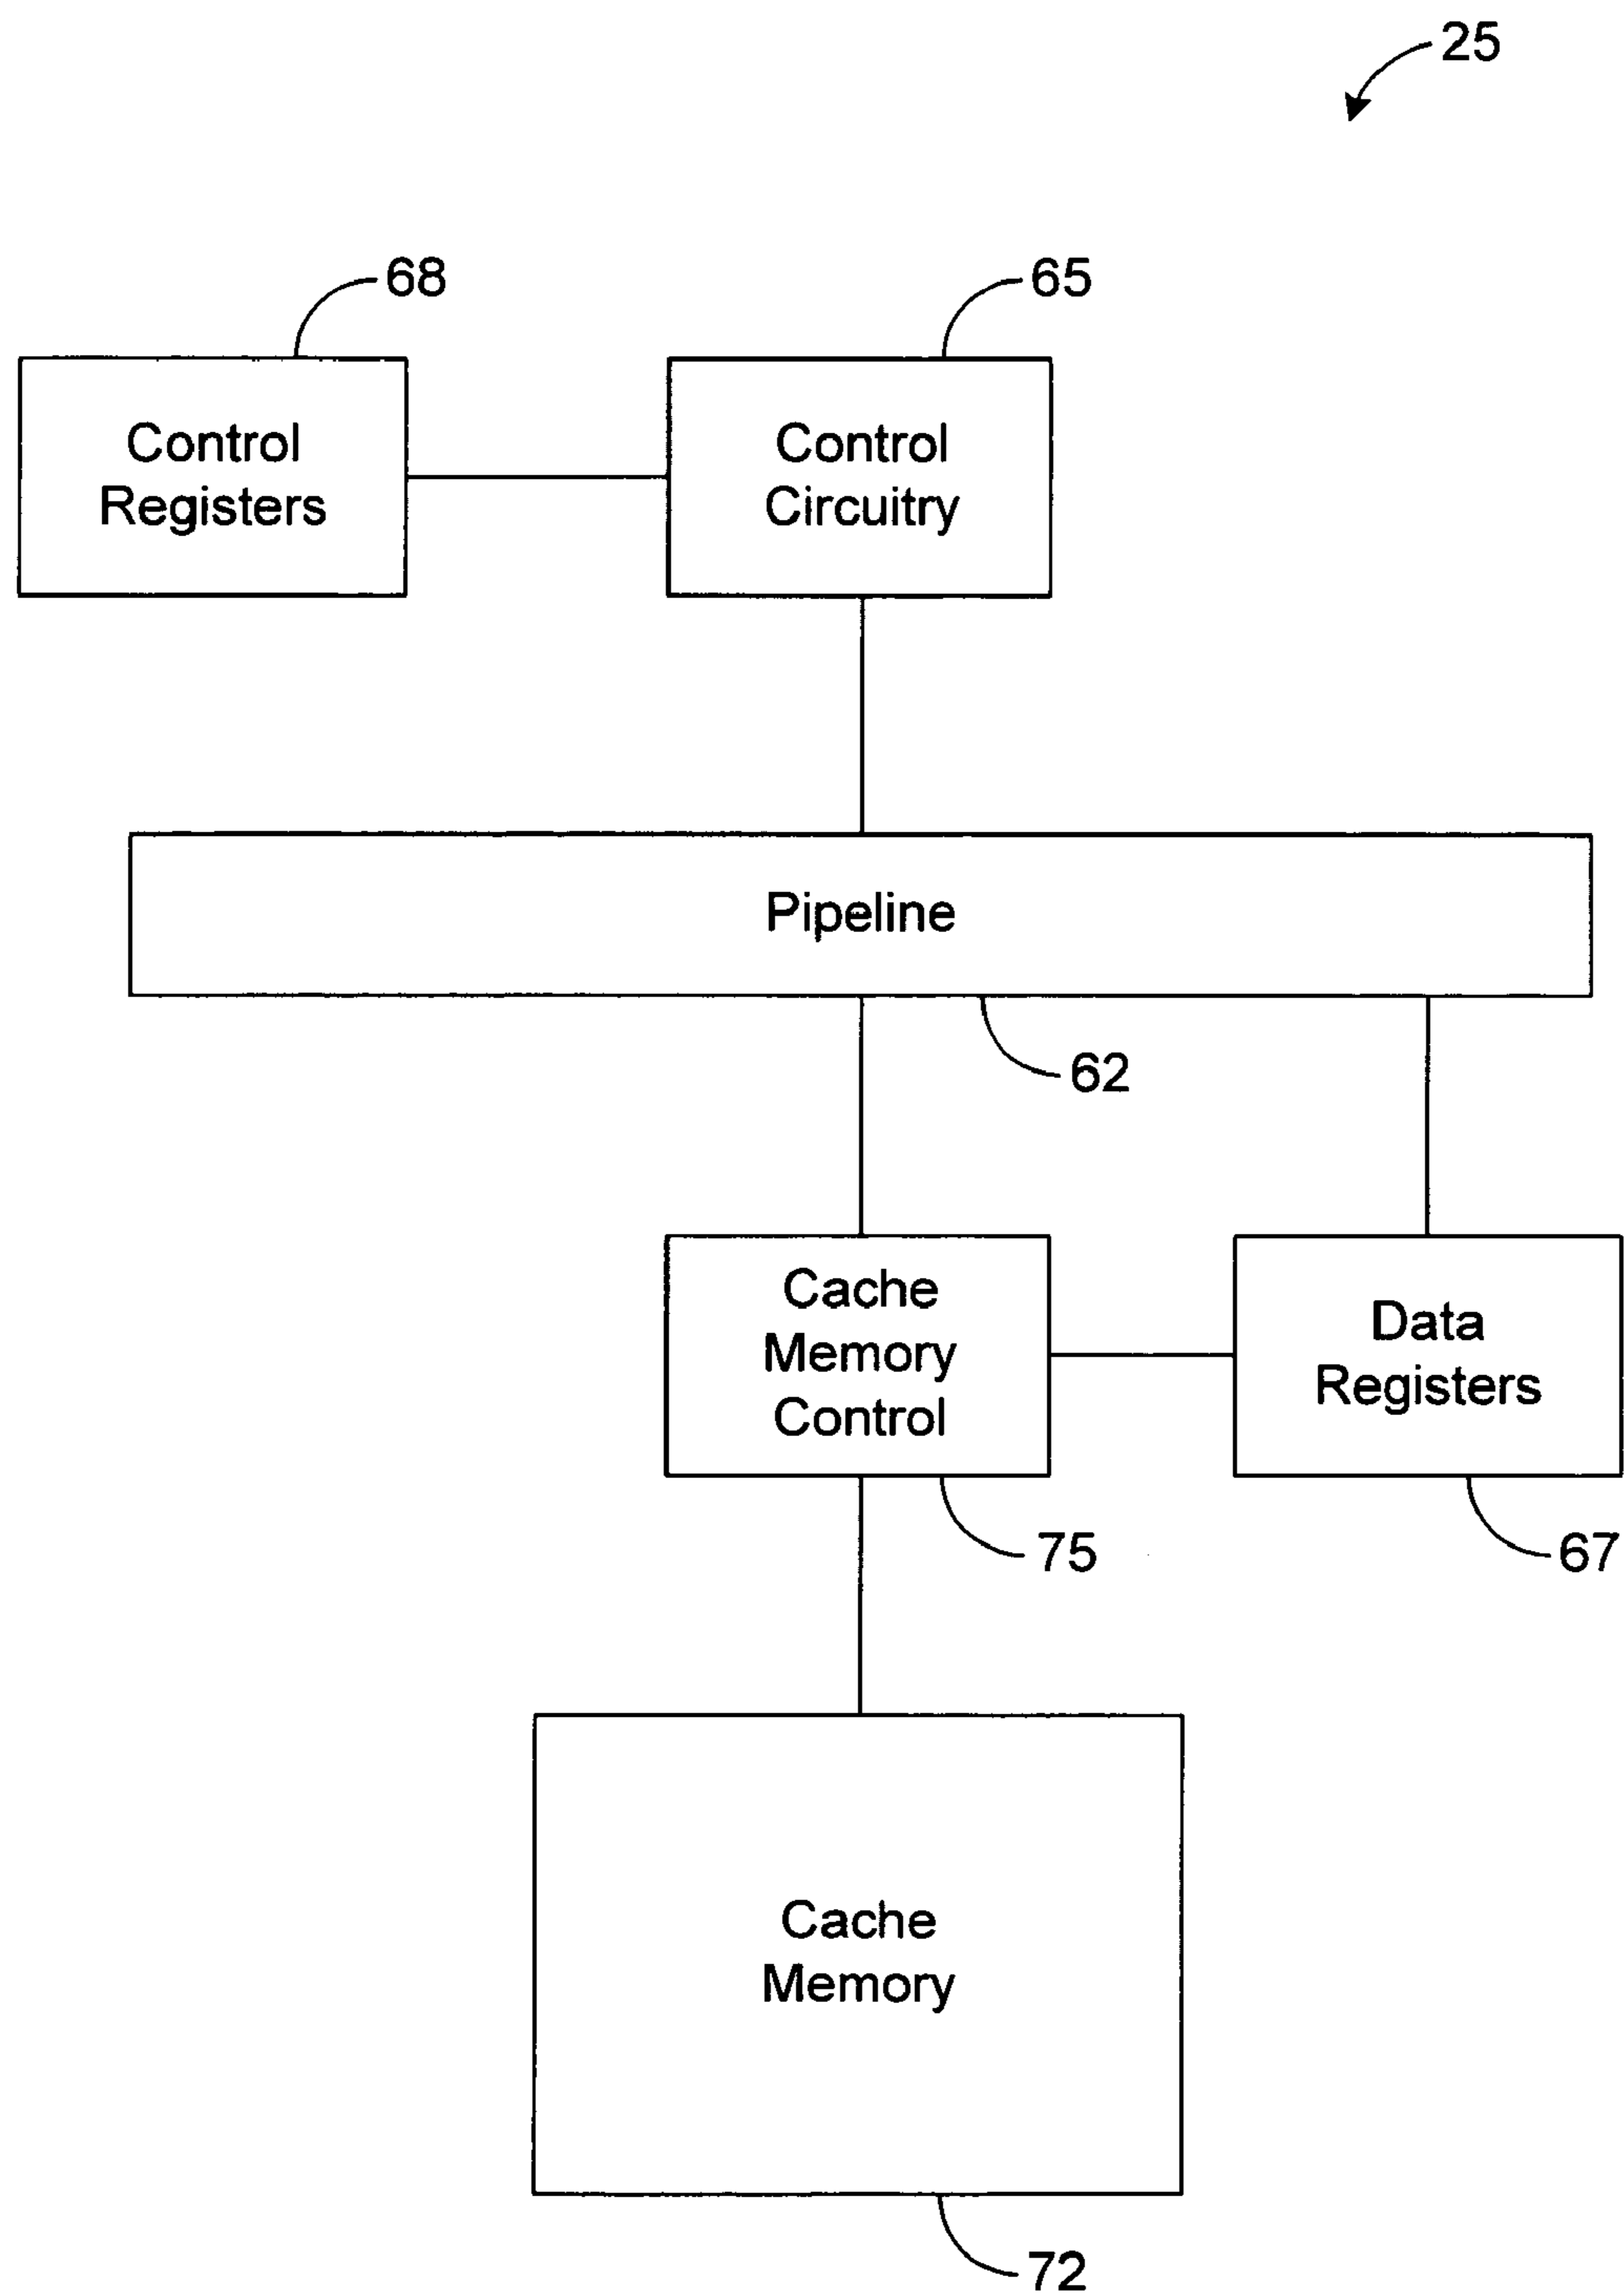 25
68
65
Control
Registers
Control
Circuitry
Pipeline
62
Cache
Memory
Control
Data
Registers
75
67
Cache
Memory
72